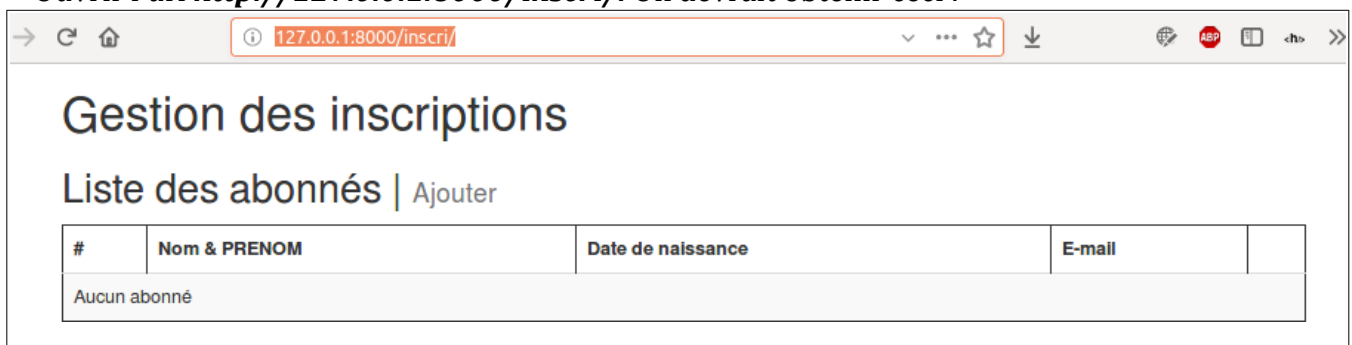 127.0.0.1:8000/inscri/
ABP
<h>
Gestion des inscriptions
Liste des abonnés | Ajouter
# Nom & PRENOM Date de naissance E-mail
Aucun abonné